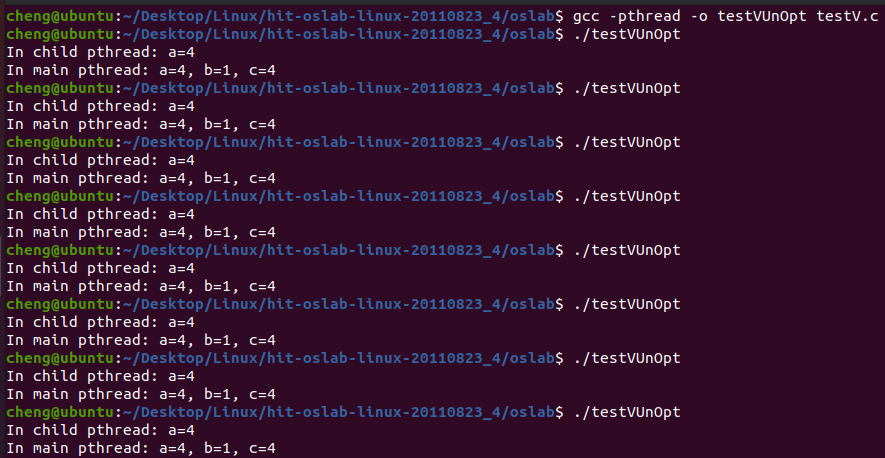 cheng@ubuntu:~/Desktop/Linux/hit-oslab-linux-20110823_4/oslab$ gcc -pthread -o testVUnOpt testV.c
cheng@ubuntu:~/Desktop/Linux/hit-oslab-linux-20110823_4/oslab$ ./testVUnOpt
In child pthread: a=4
In main pthread: a=4, b=1, c=4
cheng@ubuntu:~/Desktop/Linux/hit-oslab-linux-20110823_4/oslab$ ./testVUnOpt
In child pthread: a=4
In main pthread: a=4, b=1, c=4
cheng@ubuntu:~/Desktop/Linux/hit-oslab-linux-20110823_4/oslab$ ./testVUnOpt
In child pthread: a=4
In main pthread: a=4, b=1, c=4
cheng@ubuntu:~/Desktop/Linux/hit-oslab-linux-20110823_4/oslab$ ./testVUnOpt
In child pthread: a=4
In main pthread: a=4, b=1, c=4
cheng@ubuntu:~/Desktop/Linux/hit-oslab-linux-20110823_4/oslab$ ./testVUnOpt
In child pthread: a=4
In main pthread: a=4, b=1, c=4
cheng@ubuntu:~/Desktop/Linux/hit-oslab-linux-20110823_4/oslab$ ./testVUnOpt
In child pthread: a=4
In main pthread: a=4, b=1, c=4
cheng@ubuntu:~/Desktop/Linux/hit-oslab-linux-20110823_4/oslab$ ./testVUnOpt
In child pthread: a=4
In main pthread: a=4, b=1, c=4
cheng@ubuntu:~/Desktop/Linux/hit-oslab-linux-20110823_4/oslab$ ./testVUnOpt
In child pthread: a=4
In main pthread: a=4, b=1, c=4